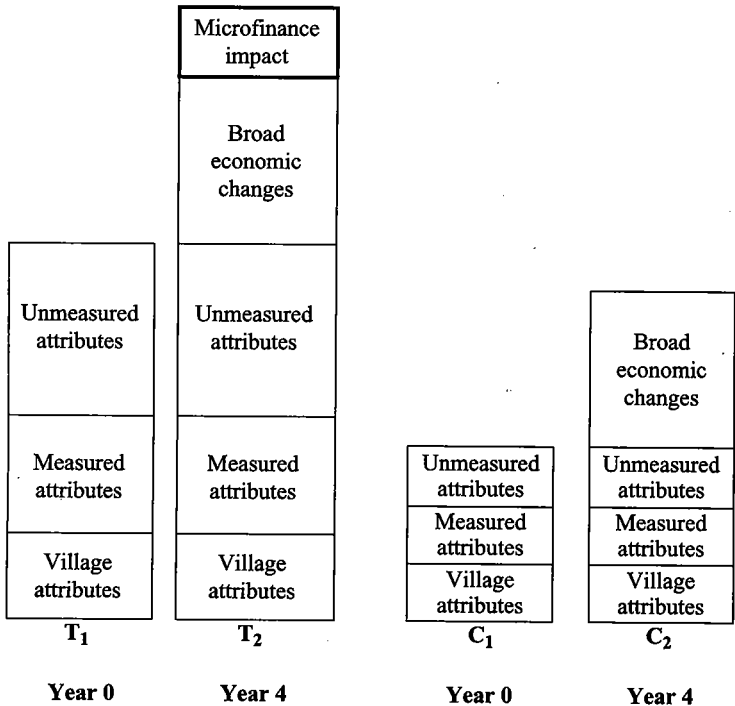 Microfinance
impact
Broad
economic
changes
Unmeasured
attributes
Unmeasured
attributes
Broad
economic
changes
Measured
attributes
Measured
attributes
Unmeasured
attributes
Unmeasured
attributes
Measured
attributes
Measured
attributes
Village
attributes
Village
attributes
Village
attributes
Village
attributes
T1
T2
C1
C2
Year 0
Year 4
Year 0
Year 4